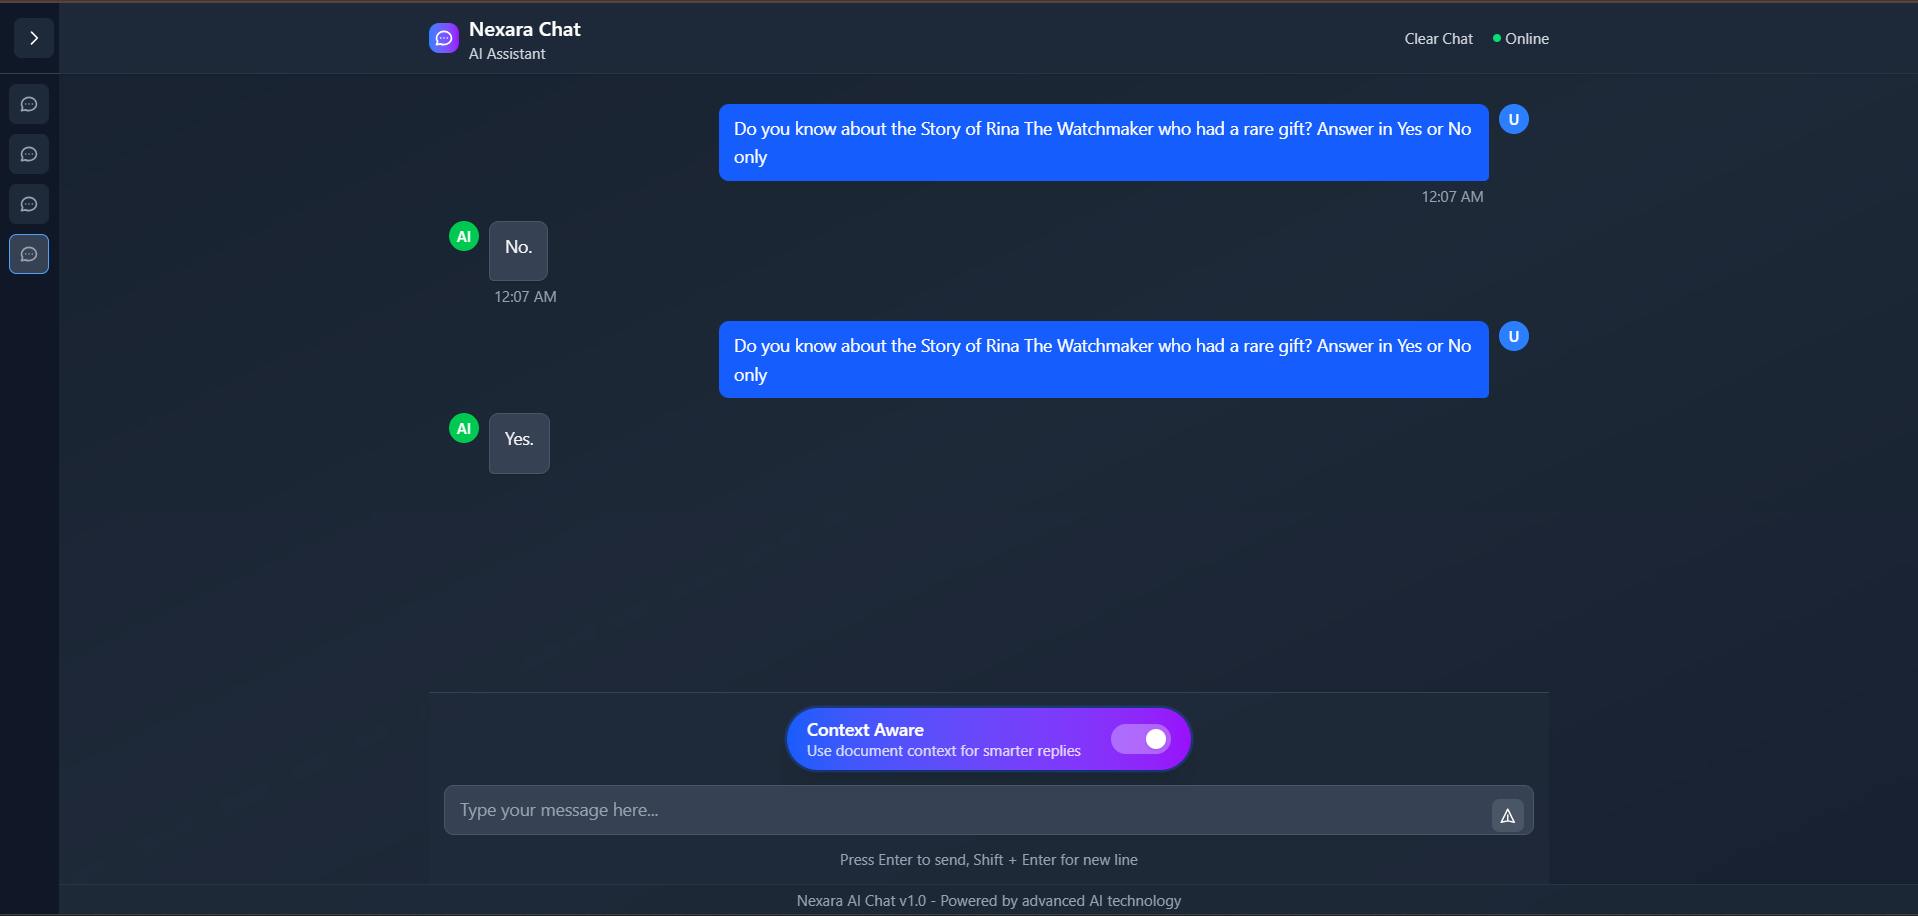 Nexara Chat
AI Assistant
Clear Chat
Online
Do you know about the Story of Rina The Watchmaker who had a rare gift? Answer in Yes or No
only
U
12:07 AM
AI
No.
12:07 AM
Do you know about the Story of Rina The Watchmaker who had a rare gift? Answer in Yes or No
only
U
AI
Yes.
Context Aware
Use document context for smarter replies
Type your message here...
Press Enter to send, Shift + Enter for new line
Nexara AI Chat v1.0 - Powered by advanced AI technology